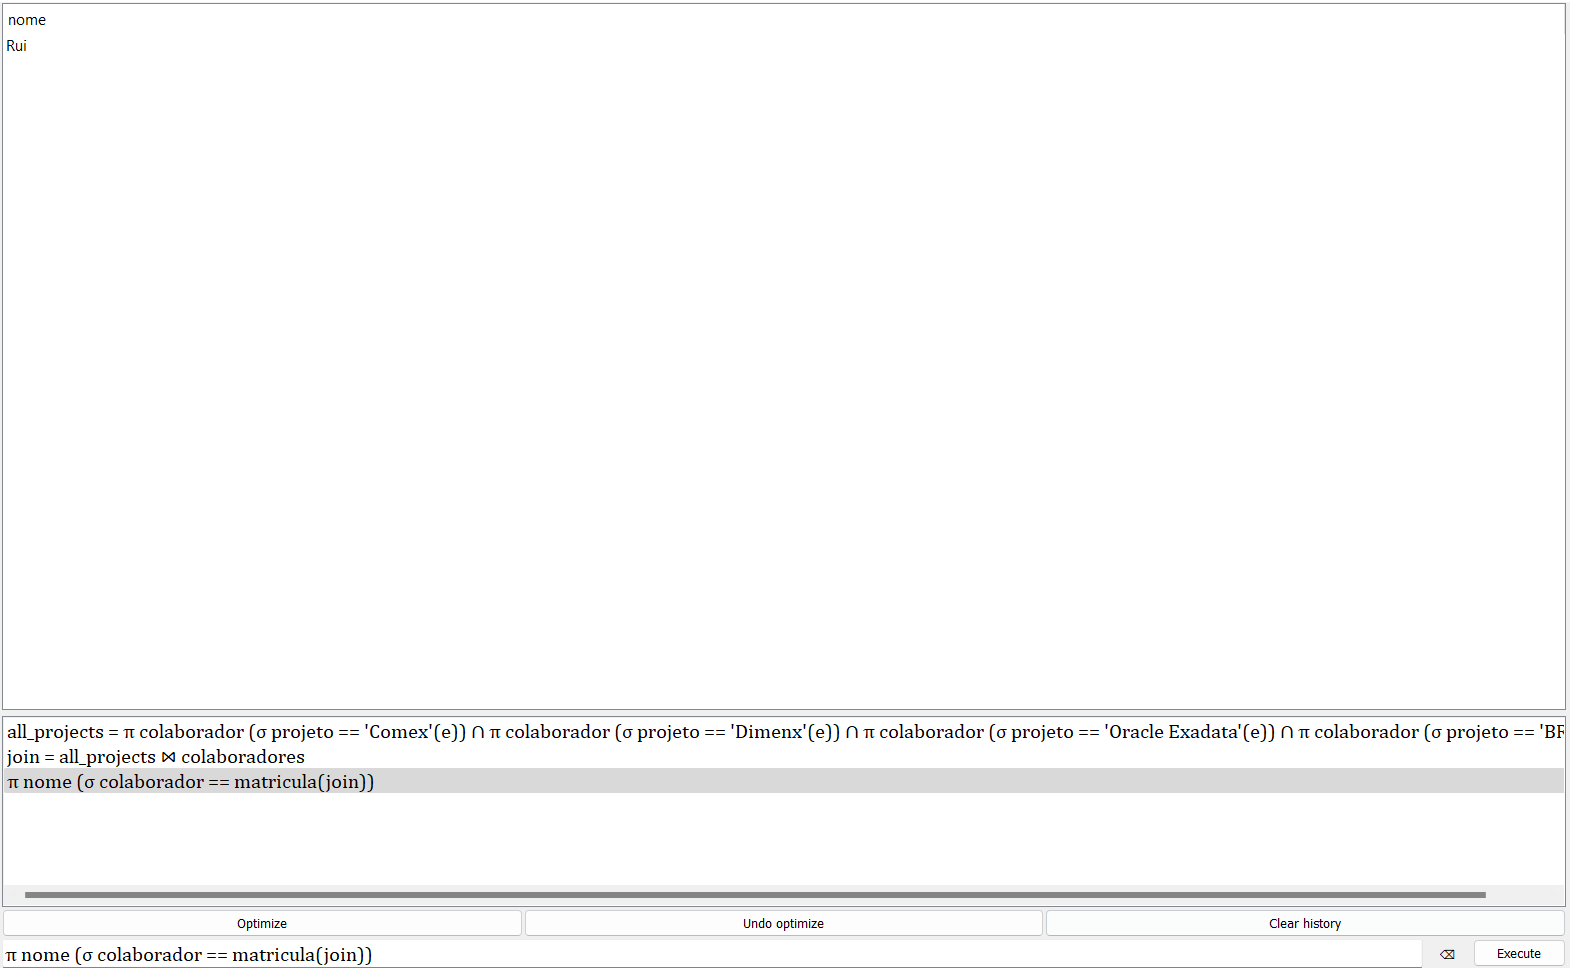 nome
Rui
all_projects = π colaborador (σ projeto == 'Comex'(e)) ∩ π colaborador (σ projeto == 'Dimenx'(e)) ∩ π colaborador (σ projeto == 'Oracle Exadata'(e)) ∩ π colaborador (σ projeto ==
join = all_projects ⋈ colaboradores
π nome (σ colaborador == matricula(join))
Optimize Undo optimize Clear history
π nome (σ colaborador == matricula(join)) ⌫ Execute